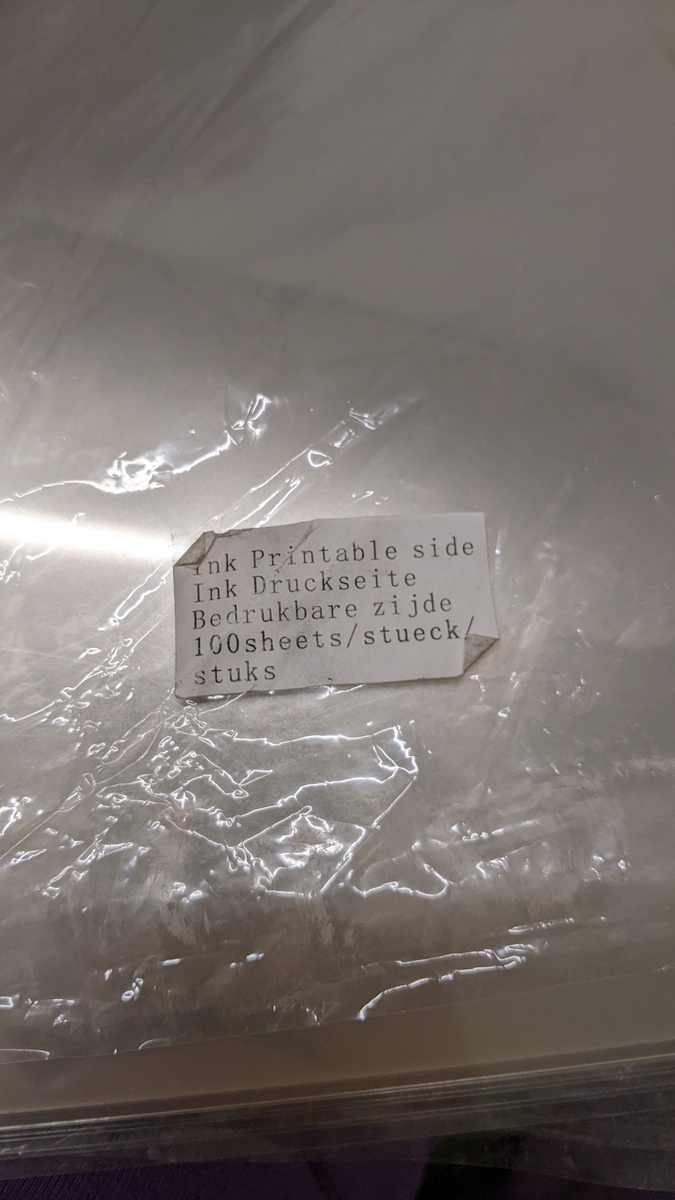 Ink Printable side
Ink Druckseite
Bedrukbare zijde
100sheets/stueck/
stuks